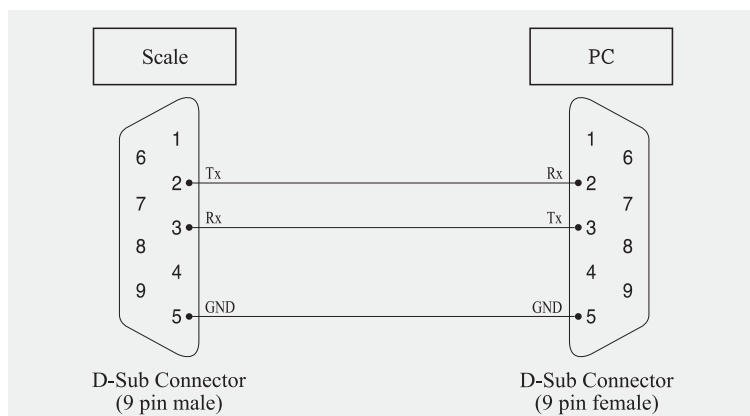 Scale
PC
1
6
2
Tx
7
3
Rx
8
4
9
5
GND
1
6
Rx
2
7
Tx
3
8
4
9
GND
5
D-Sub Connector
(9 pin male)
D-Sub Connector
(9 pin female)